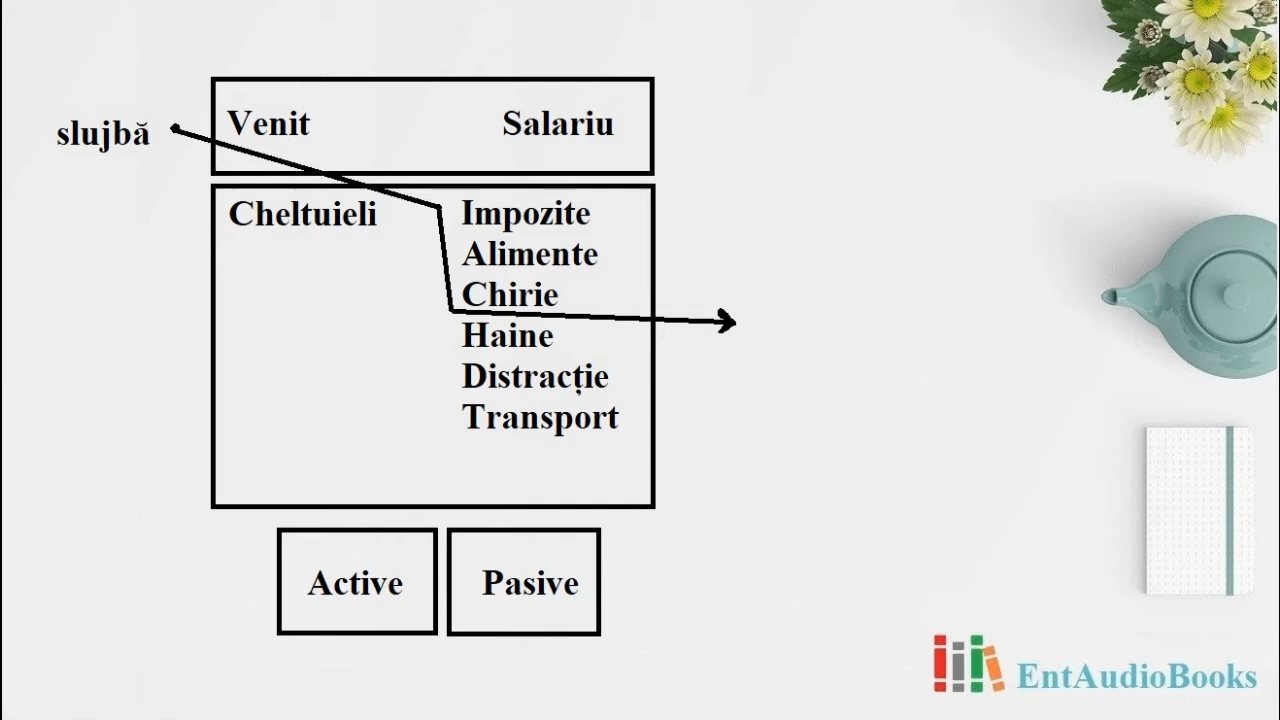 slujbă
Venit Salariu
Cheltuieli
Impozite
Alimente
Chirie
Haine
Distracție
Transport
Active
Pasive
EntAudioBooks